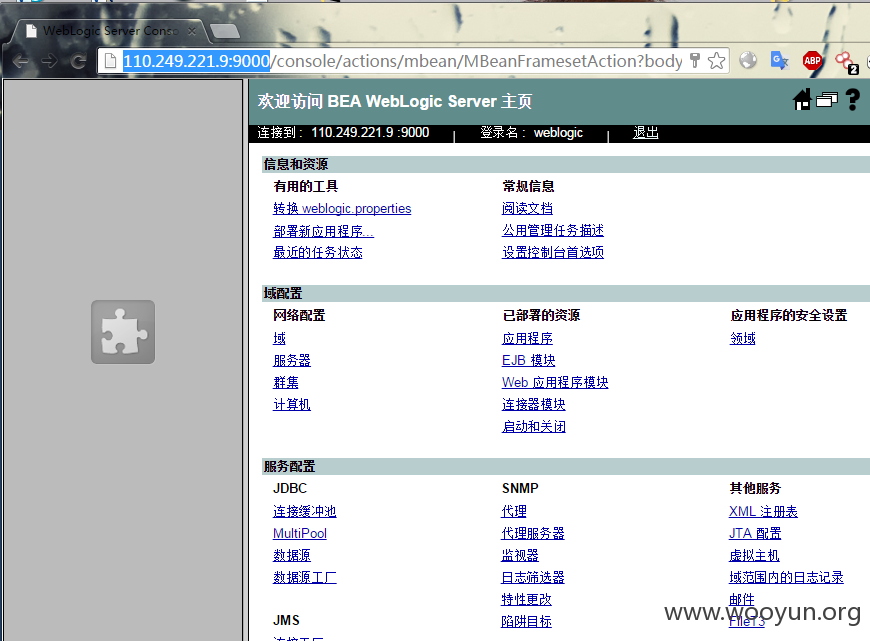 WebLogic Server Conso
110.249.221.9:9000/console/actions/mbean/MBeanFramesetAction?body
ABP
2
欢迎访问 BEA WebLogic Server 主页
连接到 : 110.249.221.9 :9000 | 登录名 : weblogic | 退出
信息和资源
有用的工具 常规信息
转换 weblogic.properties 阅读文档
部署新应用程序... 公用管理任务描述
最近的任务状态 设置控制台首选项
域配置
网络配置 已部署的资源 应用程序的安全设置
域 应用程序 领域
服务器 EJB 模块
群集 Web 应用程序模块
计算机 连接器模块
启动和关闭
服务配置
JDBC SNMP 其他服务
连接缓冲池 代理 XML 注册表
MultiPool 代理服务器 JTA 配置
数据源 监视器 虚拟主机
数据源工厂 日志筛选器 域范围内的日志记录
特性更改 邮件
JMS 陷阱目标 FileT3
连接工厂
www.wooyun.org